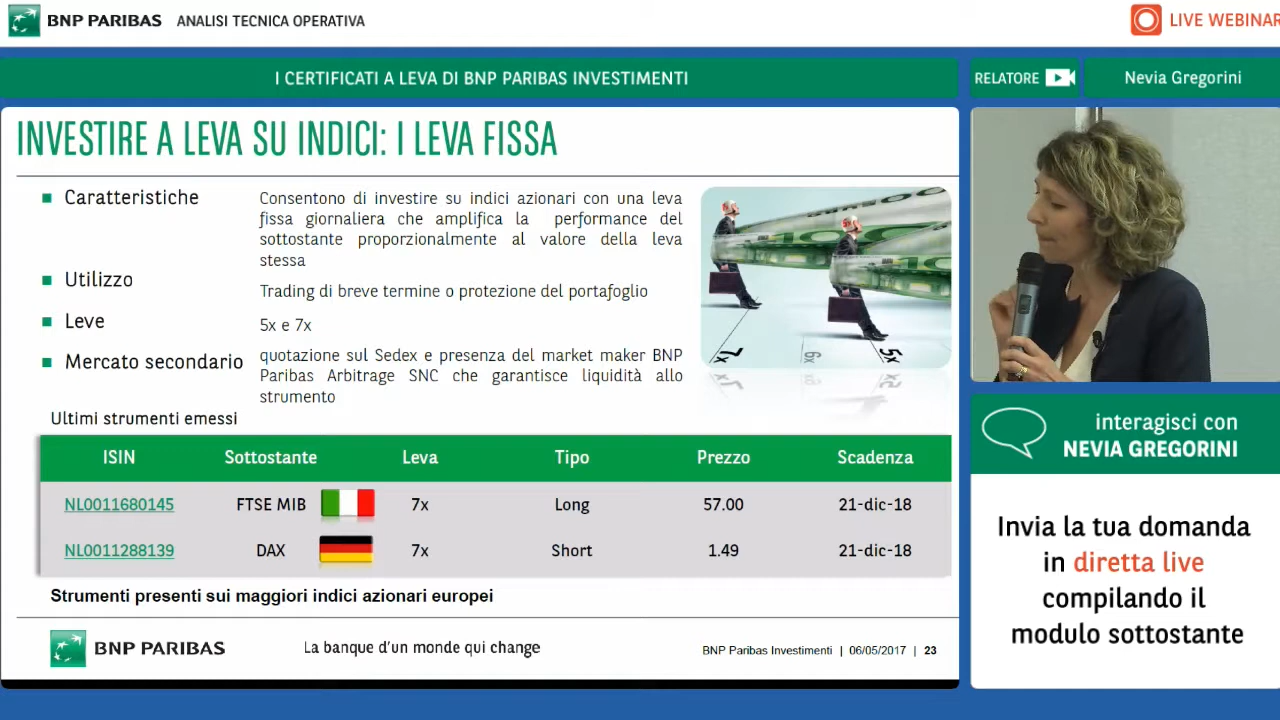 BNP PARIBAS ANALISI TECNICA OPERATIVA
LIVE WEBINAR
I CERTIFICATI A LEVA DI BNP PARIBAS INVESTIMENTI
RELATORE
Nevia Gregorini
INVESTIRE A LEVA SU INDICI: I LEVA FISSA
Caratteristiche
Consentono di investire su indici azionari con una leva
fissa giornaliera che amplifica la performance del
sottostante proporzionalmente al valore della leva
stessa
Utilizzo
Trading di breve termine o protezione del portafoglio
Leve
5x e 7x
Mercato secondario
quotazione sul Sedex e presenza del market maker BNP
Paribas Arbitrage SNC che garantisce liquidità allo
strumento
7x 6x 5x
Ultimi strumenti emessi
ISIN Sottostante Leva Tipo Prezzo Scadenza
NL0011680145 FTSE MIB 7x Long 57.00 21-dic-18
NL0011288139 DAX 7x Short 1.49 21-dic-18
Strumenti presenti sui maggiori indici azionari europei
BNP PARIBAS
La banque d'un monde qui change
BNP Paribas Investimenti | 06/05/2017 | 23
interagisci con
NEVIA GREGORINI
Invia la tua domanda
in diretta live
compilando il
modulo sottostante